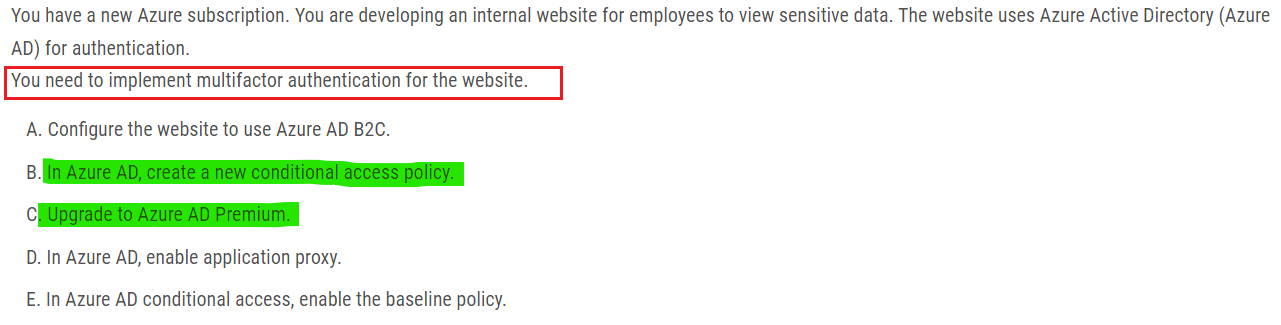 You have a new Azure subscription. You are developing an internal website for employees to view sensitive data. The website uses Azure Active Directory (Azure
AD) for authentication.
You need to implement multifactor authentication for the website.
A. Configure the website to use Azure AD B2C.
B. In Azure AD, create a new conditional access policy.
C. Upgrade to Azure AD Premium.
D. In Azure AD, enable application proxy.
E. In Azure AD conditional access, enable the baseline policy.